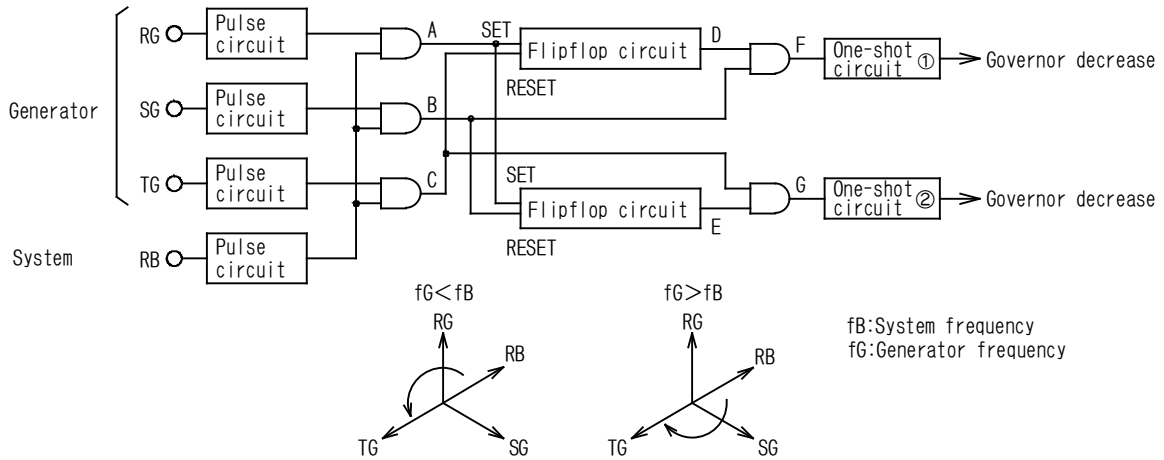 Generator
RG
Pulse
circuit
SG
Pulse
circuit
TG
Pulse
circuit
System
RB
Pulse
circuit
A
B
C
SET
Flipflop circuit
RESET
D
F
One-shot
circuit ①
Governor decrease
SET
Flipflop circuit
RESET
E
G
One-shot
circuit ②
Governor decrease
fG<fB
RG
RB
TG
SG
fG>fB
RG
RB
TG
SG
fB:System frequency
fG:Generator frequency